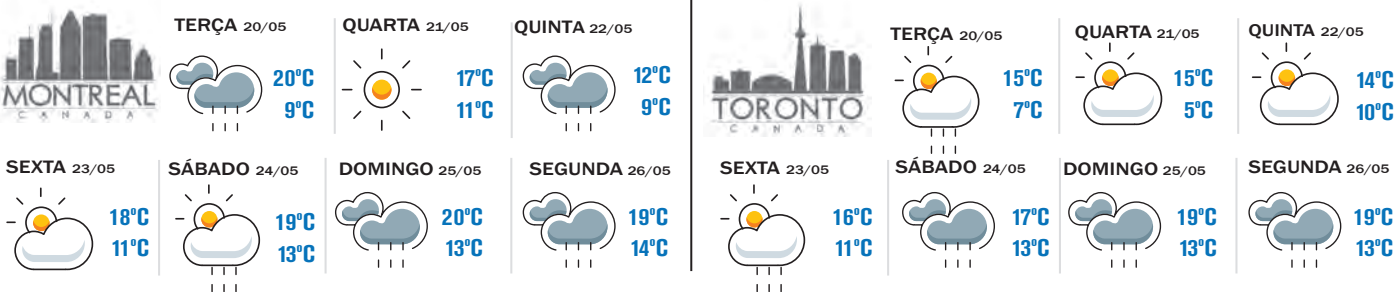 MONTREAL
CANADA
TERÇA 20/05
20ºC
9ºC
QUARTA 21/05
17ºC
11ºC
QUINTA 22/05
12ºC
9ºC
SEXTA 23/05
18ºC
11ºC
SÁBADO 24/05
19ºC
13ºC
DOMINGO 25/05
20ºC
13ºC
SEGUNDA 26/05
19ºC
14ºC
TORONTO
CANADA
TERÇA 20/05
15ºC
7ºC
QUARTA 21/05
15ºC
5ºC
QUINTA 22/05
14ºC
10ºC
SEXTA 23/05
16ºC
11ºC
SÁBADO 24/05
17ºC
13ºC
DOMINGO 25/05
19ºC
13ºC
SEGUNDA 26/05
19ºC
13ºC